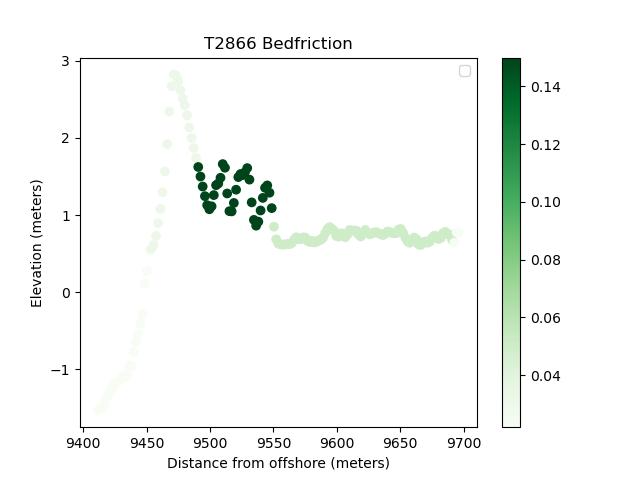 T2866 Bedfriction
3
2
1
0
−1
Elevation (meters)
9400 9450 9500 9550 9600 9650 9700
Distance from offshore (meters)
0.14
0.12
0.10
0.08
0.06
0.04